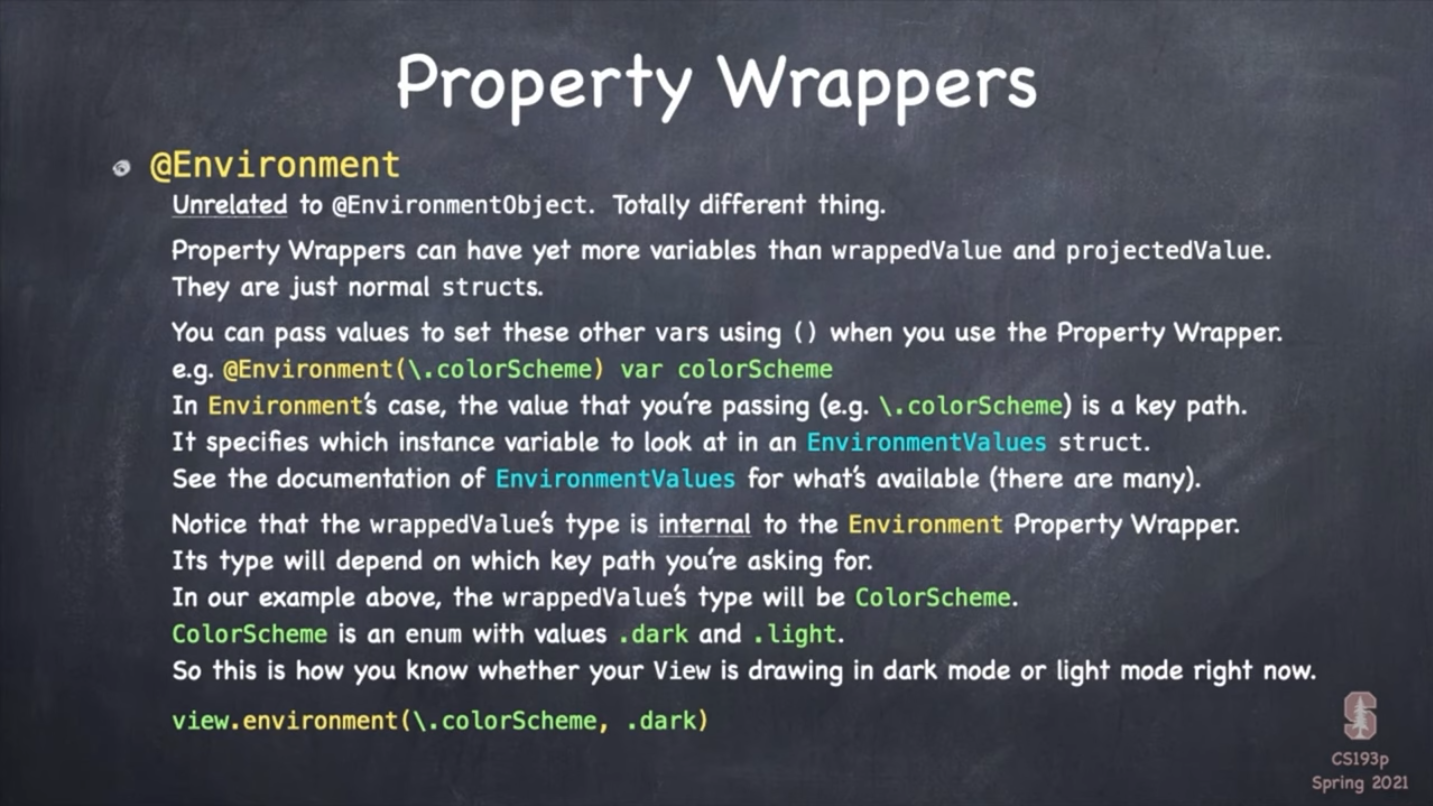 Property Wrappers
@Environment
Unrelated to @EnvironmentObject. Totally different thing.
Property Wrappers can have yet more variables than wrappedValue and projectedValue.
They are just normal structs.
You can pass values to set these other vars using () when you use the Property Wrapper.
e.g. @Environment(\.colorScheme) var colorScheme
In Environment's case, the value that you're passing (e.g. \.colorScheme) is a key path.
It specifies which instance variable to look at in an EnvironmentValues struct.
See the documentation of EnvironmentValues for what's available (there are many).
Notice that the wrappedValue's type is internal to the Environment Property Wrapper.
Its type will depend on which key path you're asking for.
In our example above, the wrappedValue's type will be ColorScheme.
ColorScheme is an enum with values .dark and .light.
So this is how you know whether your View is drawing in dark mode or light mode right now.
view.environment(\.colorScheme, .dark)
S
CS193p
Spring 2021